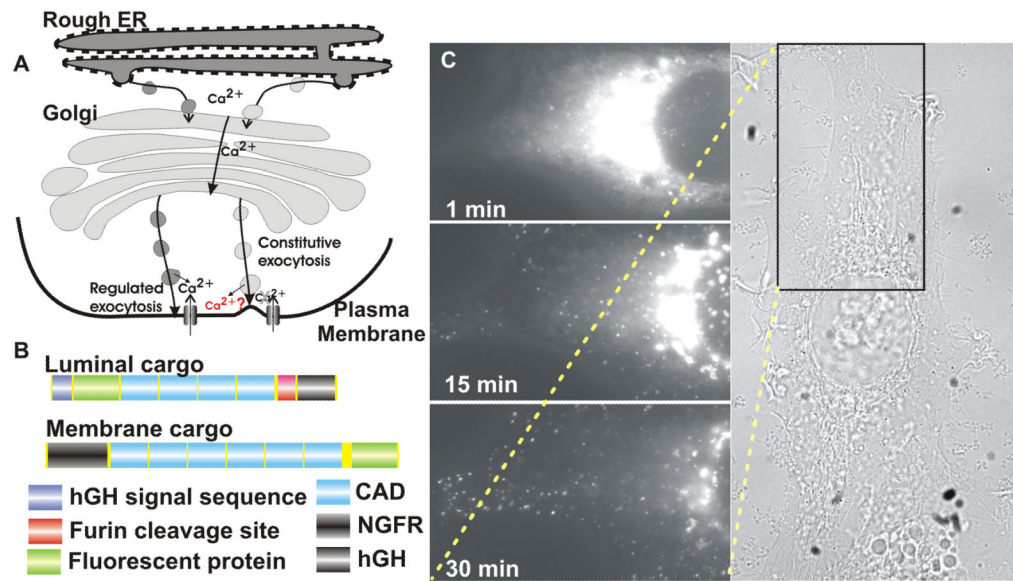 Rough ER
A
Ca2+
Golgi
Ca2+
Constitutive
exocytosis
Regulated
exocytosis
Ca2+
Ca2+?
Ca2+
Plasma
Membrane
B
Luminal cargo
Membrane cargo
hGH signal sequence
Furin cleavage site
Fluorescent protein
CAD
NGFR
hGH
C
1 min
15 min
30 min